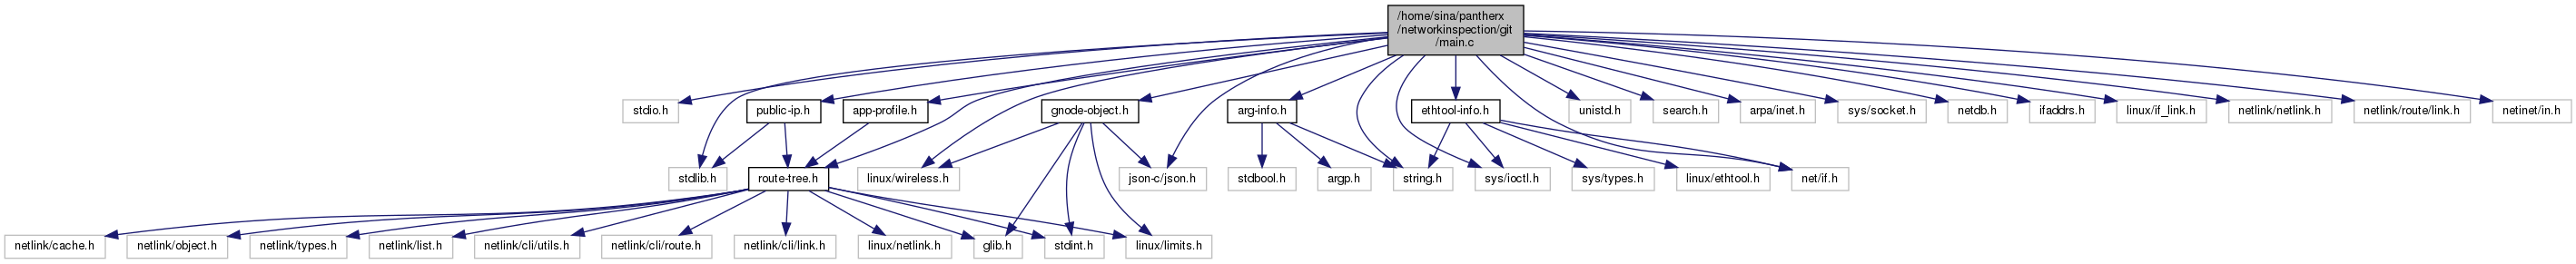 /home/sina/pantherx
/networkinspection/git
/main.c
stdio.h
public-ip.h
app-profile.h
gnode-object.h
arg-info.h
ethtool-info.h
unistd.h
search.h
arpa/inet.h
sys/socket.h
netdb.h
ifaddrs.h
linux/if_link.h
netlink/netlink.h
netlink/route/link.h
netinet/in.h
stdlib.h
route-tree.h
linux/wireless.h
json-c/json.h
stdbool.h
argp.h
string.h
sys/ioctl.h
sys/types.h
linux/ethtool.h
net/if.h
netlink/cache.h
netlink/object.h
netlink/types.h
netlink/list.h
netlink/cli/utils.h
netlink/cli/route.h
netlink/cli/link.h
linux/netlink.h
glib.h
stdint.h
linux/limits.h